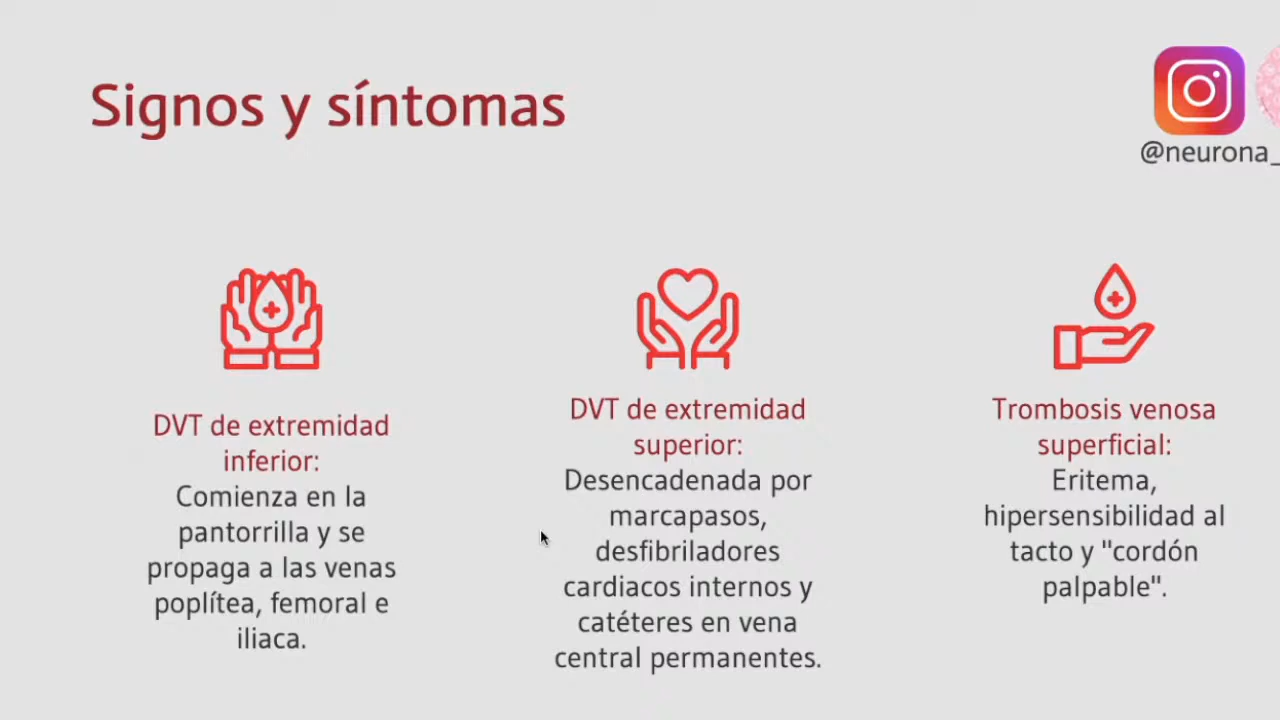 Signos y síntomas
@neurona_
DVT de extremidad
inferior:
Comienza en la
pantorrilla y se
propaga a las venas
poplítea, femoral e
iliaca.
DVT de extremidad
superior:
Desencadenada por
marcapasos,
desfibriladores
cardiacos internos y
catéteres en vena
central permanentes.
Trombosis venosa
superficial:
Eritema,
hipersensibilidad al
tacto y "cordón
palpable".